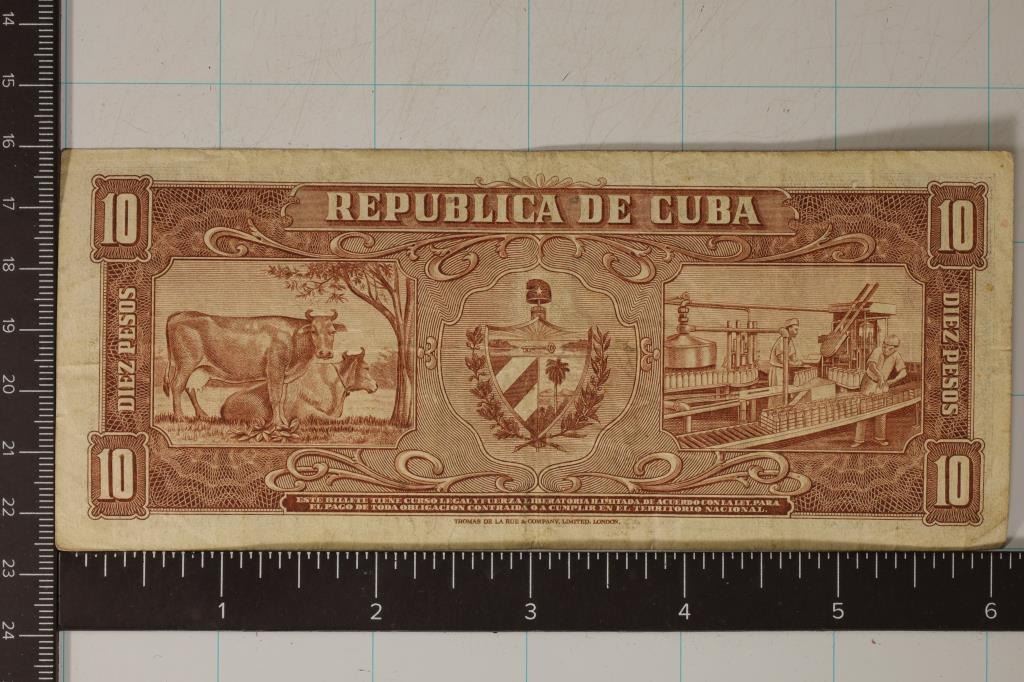 10 REPUBLICA DE CUBA 10
DIEZ PESOS
DIEZ PESOS
10 10
ESTE BILLETE TIENE CURSO LEGAL Y FUERZA LIBERATORIA ILIMITADA, DE ACUERDO CON LA LEY, PARA
EL PAGO DE TODA OBLIGACION CONTRAIDA O A CUMPLIR EN EL TERRITORIO NACIONAL.
THOMAS DE LA RUE & COMPANY, LIMITED, LONDON.
14
15
16
17
18
19
20
21
22
23
24
1 2 3 4 5 6